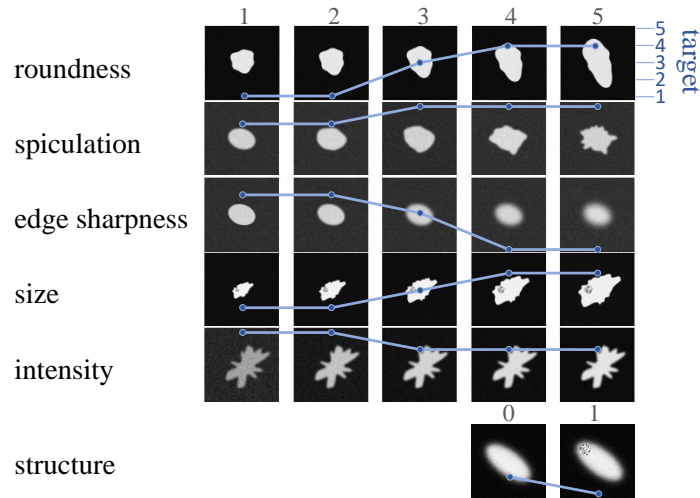 1 2 3 4 5
roundness
5
4
3
2
1
target
spiculation
edge sharpness
size
intensity
0 1
structure